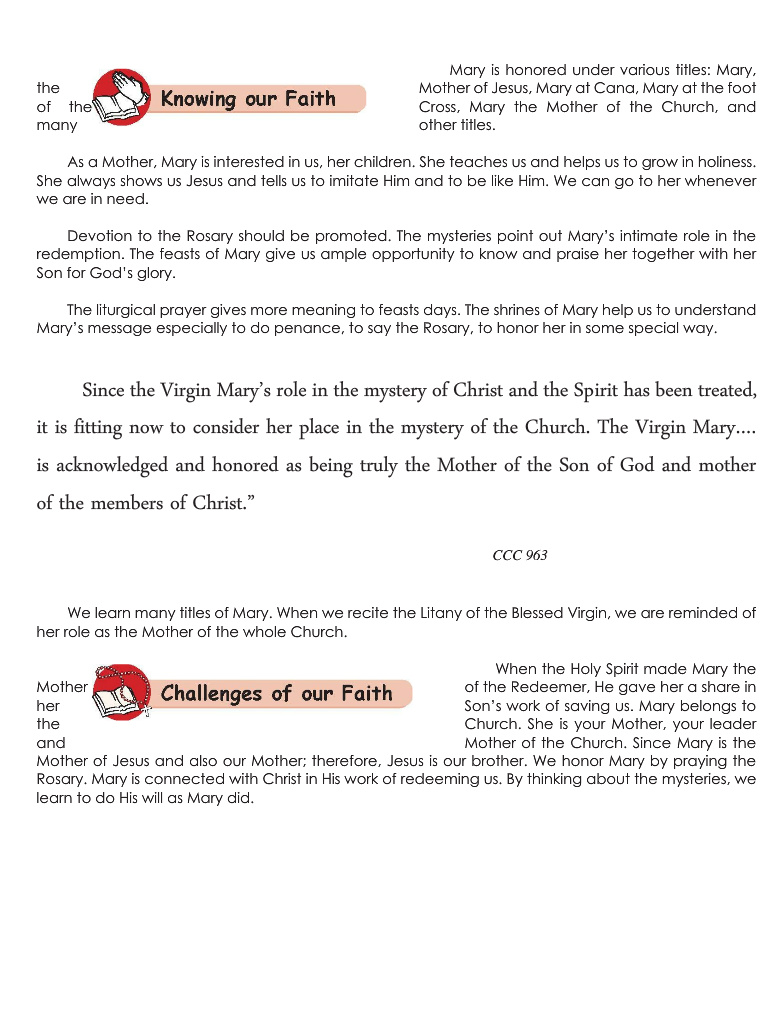 Mary is honored under various titles: Mary,
the Mother of Jesus, Mary at Cana, Mary at the foot
of the Cross, Mary the Mother of the Church, and
many other titles.
Knowing our Faith
As a Mother, Mary is interested in us, her children. She teaches us and helps us to grow in holiness.
She always shows us Jesus and tells us to imitate Him and to be like Him. We can go to her whenever
we are in need.
Devotion to the Rosary should be promoted. The mysteries point out Mary’s intimate role in the
redemption. The feasts of Mary give us ample opportunity to know and praise her together with her
Son for God’s glory.
The liturgical prayer gives more meaning to feasts days. The shrines of Mary help us to understand
Mary’s message especially to do penance, to say the Rosary, to honor her in some special way.
Since the Virgin Mary’s role in the mystery of Christ and the Spirit has been treated,
it is fitting now to consider her place in the mystery of the Church. The Virgin Mary....
is acknowledged and honored as being truly the Mother of the Son of God and mother
of the members of Christ.”
CCC 963
We learn many titles of Mary. When we recite the Litany of the Blessed Virgin, we are reminded of
her role as the Mother of the whole Church.
Challenges of our Faith
When the Holy Spirit made Mary the
Mother of the Redeemer, He gave her a share in
her Son’s work of saving us. Mary belongs to
the Church. She is your Mother, your leader
and Mother of the Church. Since Mary is the
Mother of Jesus and also our Mother; therefore, Jesus is our brother. We honor Mary by praying the
Rosary. Mary is connected with Christ in His work of redeeming us. By thinking about the mysteries, we
learn to do His will as Mary did.